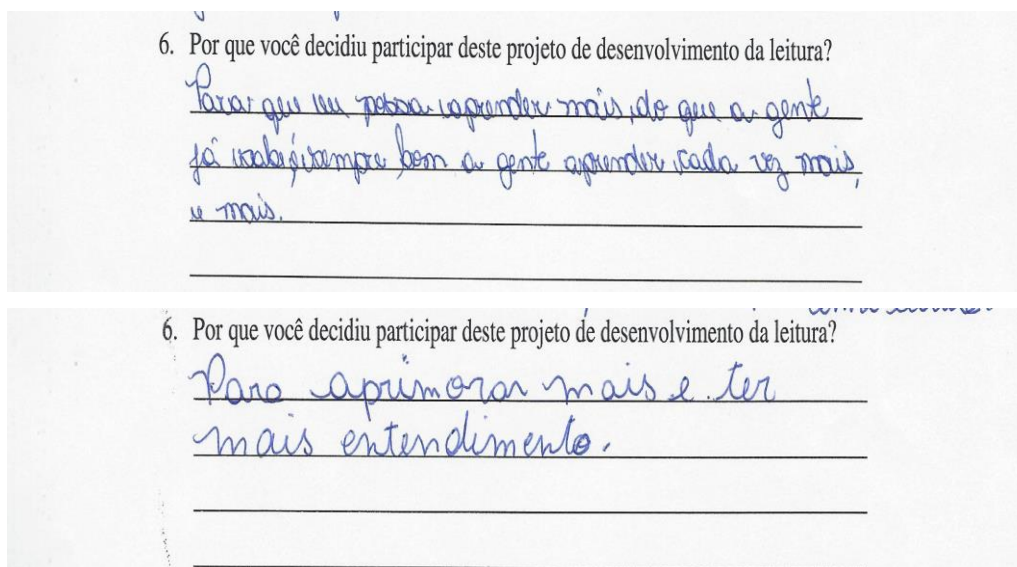 6. Por que você decidiu participar deste projeto de desenvolvimento da leitura?
Para que eu possa aprender mais, do que a gente
já sabe, é sempre bom a gente aprender cada vez mais,
e mais.
6. Por que você decidiu participar deste projeto de desenvolvimento da leitura?
Para aprimorar mais e ter
mais entendimento.